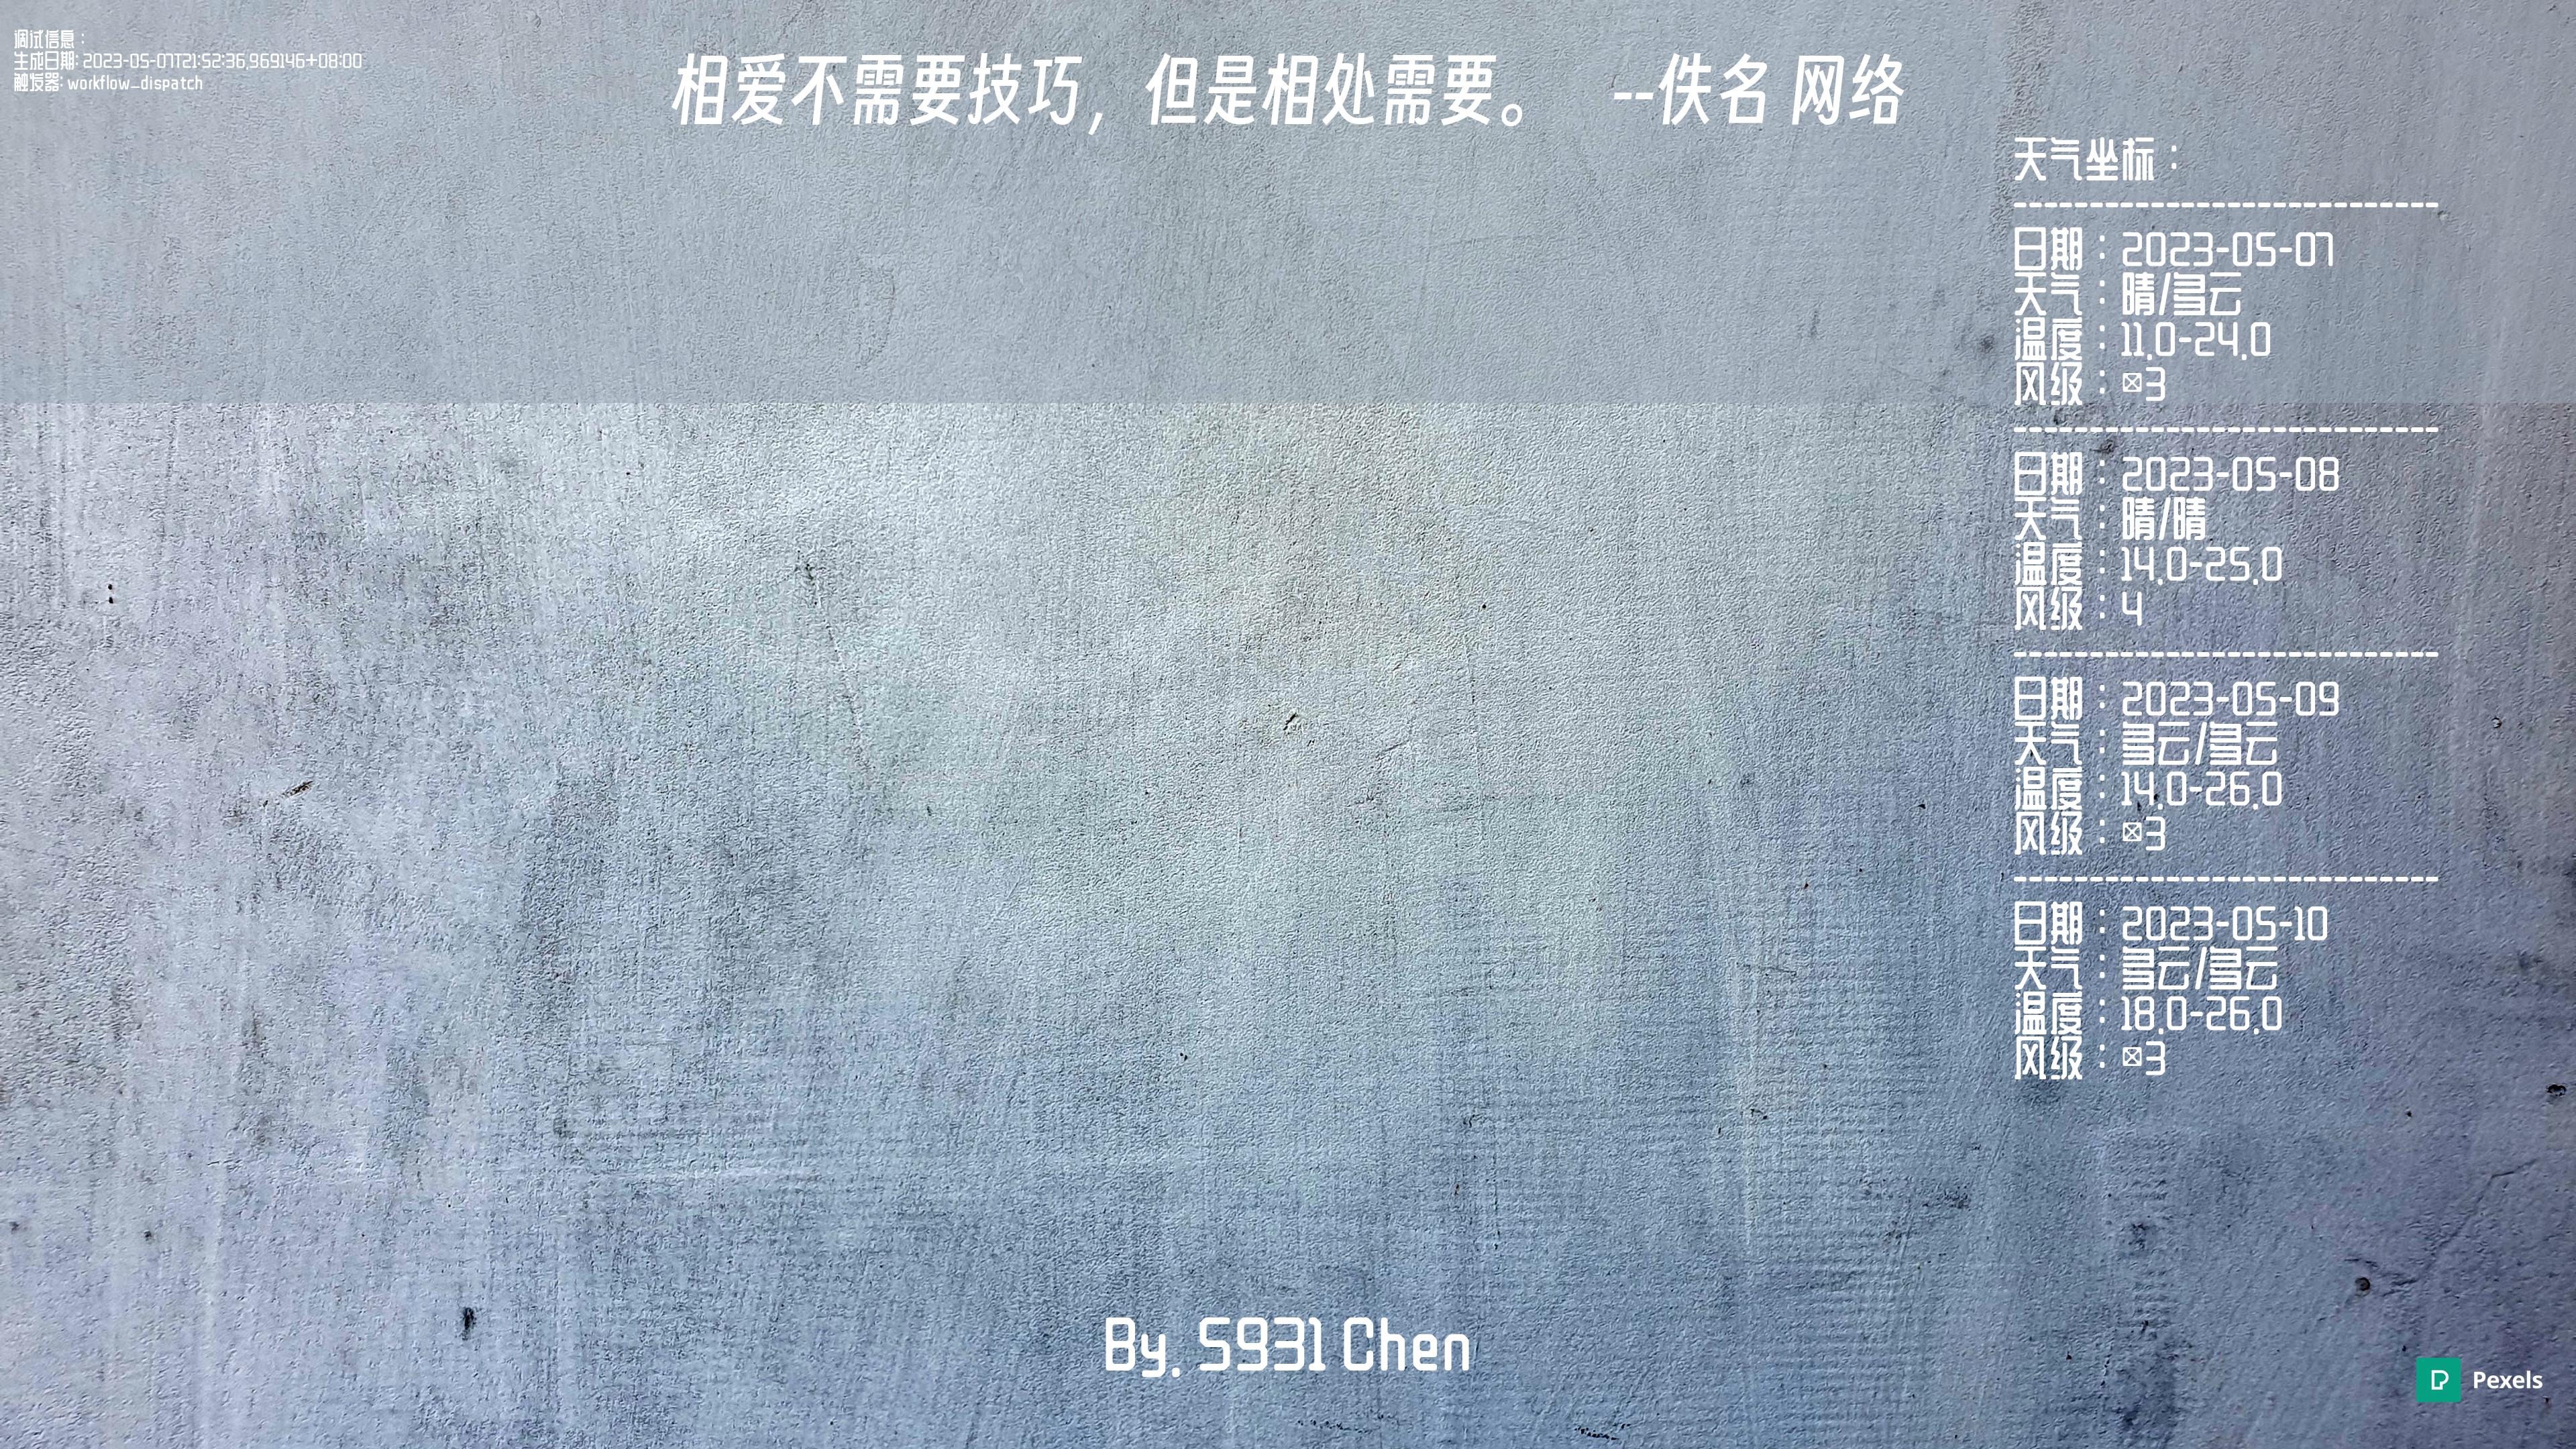 调试信息：
生成日期: 2023-05-07T21:52:36.969146+08:00
触发器: workflow_dispatch
相爱不需要技巧，但是相处需要。 --佚名 网络
天气坐标：
----------------------------
日期：2023-05-07
天气：晴/多云
温度：11.0-24.0
风级：3
----------------------------
日期：2023-05-08
天气：晴/晴
温度：14.0-25.0
风级：4
----------------------------
日期：2023-05-09
天气：多云/多云
温度：14.0-26.0
风级：3
----------------------------
日期：2023-05-10
天气：多云/多云
温度：18.0-26.0
风级：3
By. 5931 Chen
Pexels